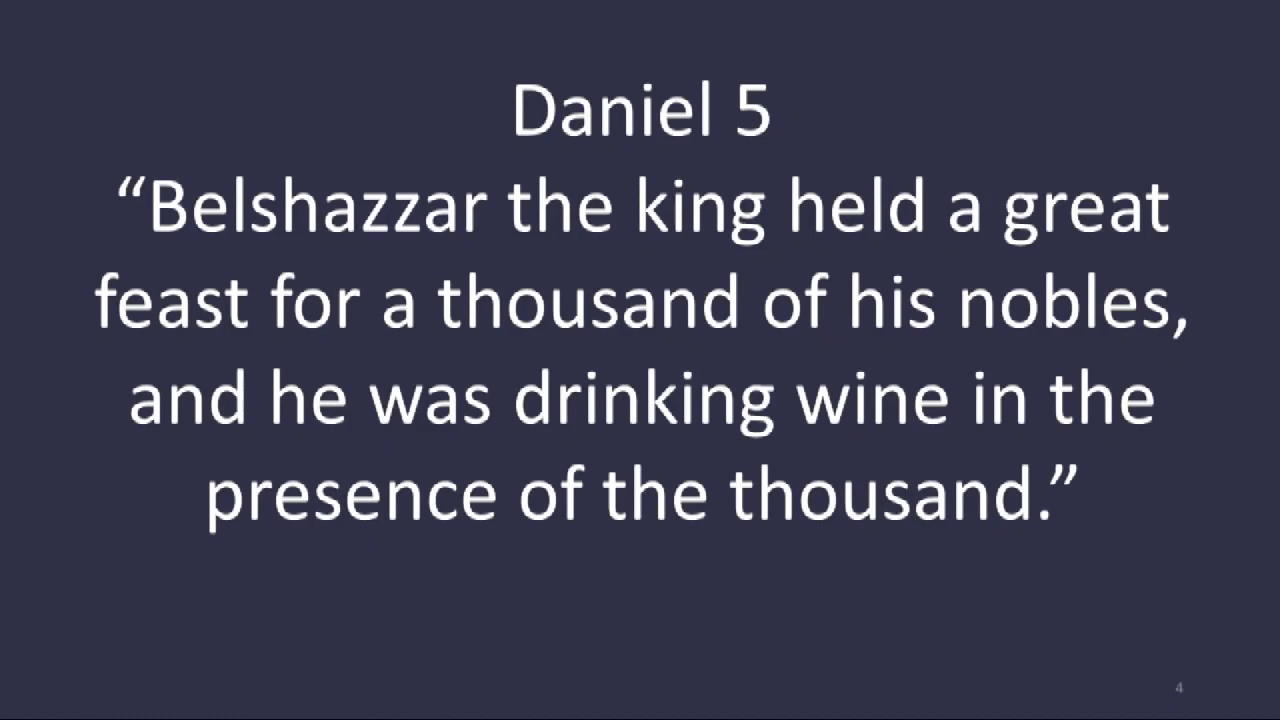 Daniel 5
“Belshazzar the king held a great
feast for a thousand of his nobles,
and he was drinking wine in the
presence of the thousand.”
4